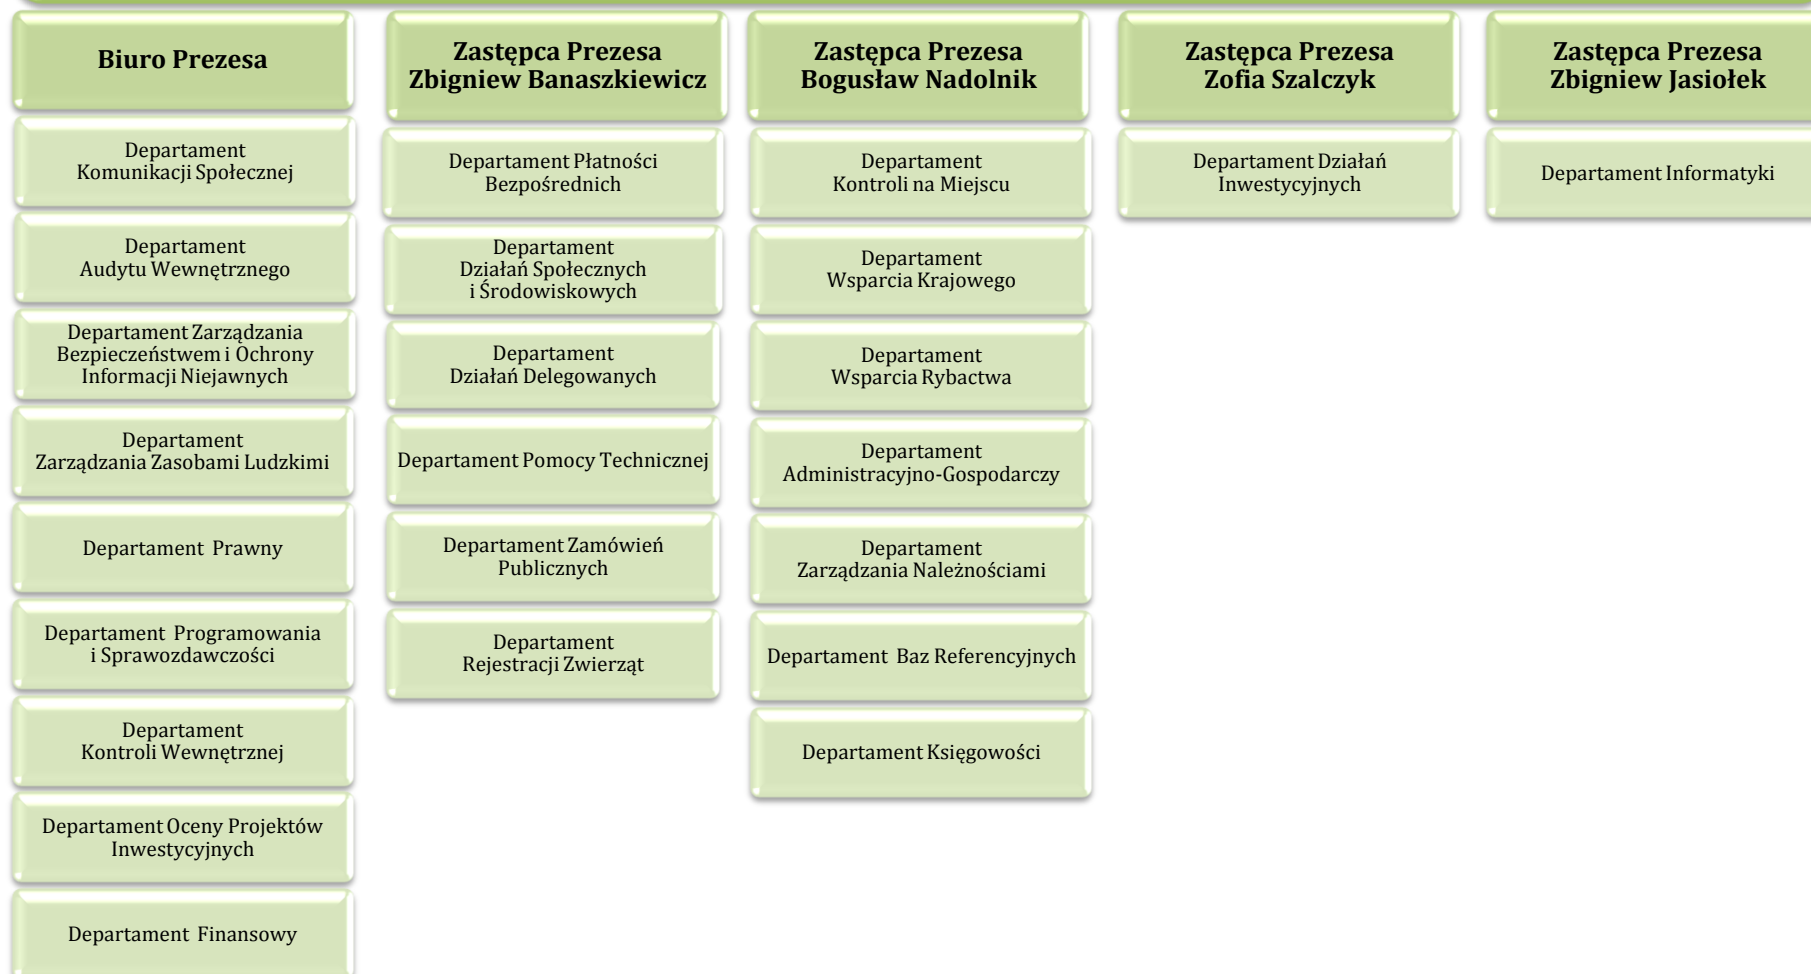 Biuro Prezesa
Departament
Komunikacji Społecznej
Departament
Audytu Wewnętrznego
Departament Zarządzania
Bezpieczeństwem i Ochrony
Informacji Niejawnych
Departament
Zarządzania Zasobami Ludzkimi
Departament Prawny
Departament Programowania
i Sprawozdawczości
Departament
Kontroli Wewnętrznej
Departament Oceny Projektów
Inwestycyjnych
Departament Finansowy
Zastępca Prezesa
Zbigniew Banaszkiewicz
Departament Płatności
Bezpośrednich
Departament
Działań Społecznych
i Środowiskowych
Departament
Działań Delegowanych
Departament Pomocy Technicznej
Departament Zamówień
Publicznych
Departament
Rejestracji Zwierząt
Zastępca Prezesa
Bogusław Nadolnik
Departament
Kontroli na Miejscu
Departament
Wsparcia Krajowego
Departament
Wsparcia Rybactwa
Departament
Administracyjno-Gospodarczy
Departament
Zarządzania Należnościami
Departament Baz Referencyjnych
Departament Księgowości
Zastępca Prezesa
Zofia Szalczyk
Departament Działań
Inwestycyjnych
Zastępca Prezesa
Zbigniew Jasiołek
Departament Informatyki